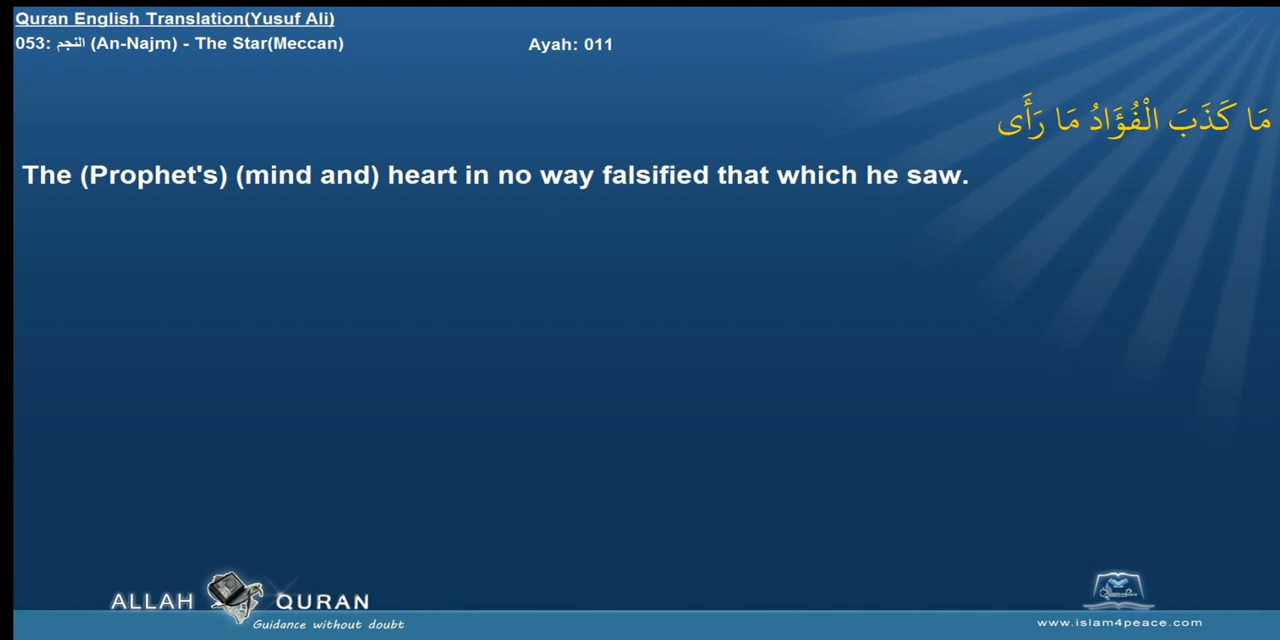 Quran English Translation(Yusuf Ali)
053: النجم (An-Najm) - The Star(Meccan)
Ayah: 011
مَا كَذَبَ الْفُؤَادُ مَا رَأَى
The (Prophet's) (mind and) heart in no way falsified that which he saw.
ALLAH QURAN
Guidance without doubt
www.islam4peace.com